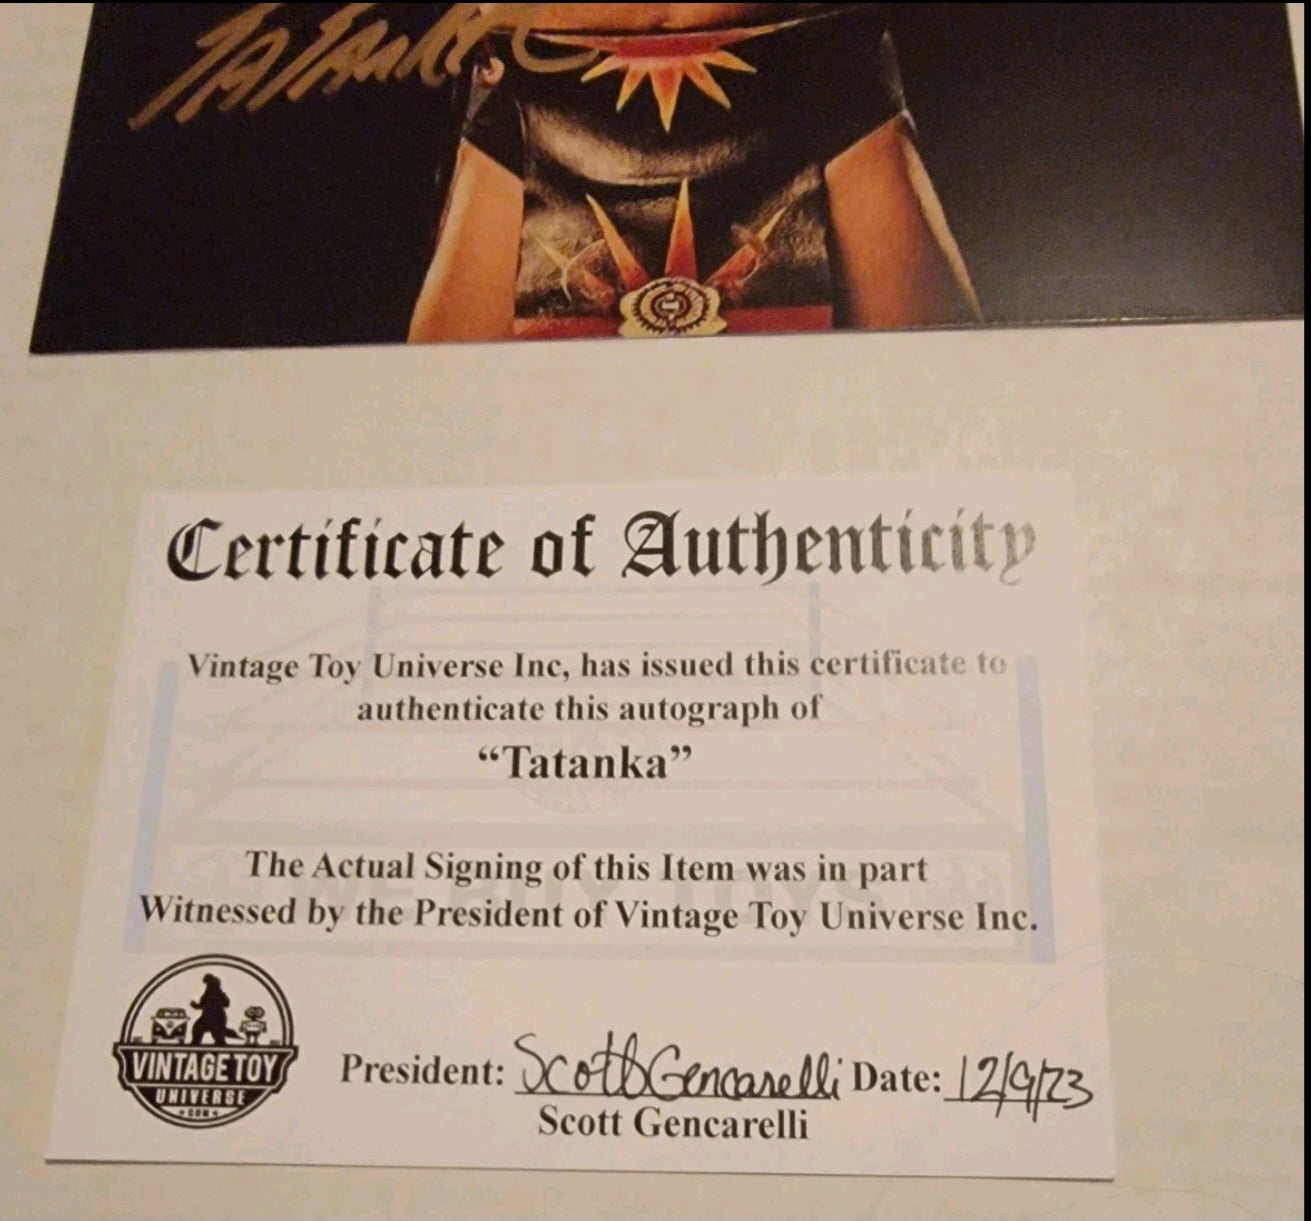 TATANKA
Certificate of Authenticity
Vintage Toy Universe Inc, has issued this certificate to
authenticate this autograph of
“Tatanka”
The Actual Signing of this Item was in part
Witnessed by the President of Vintage Toy Universe Inc.
VINTAGE TOY
UNIVERSE
COM
President: Scott Gencarelli Date: 12/9/23
Scott Gencarelli